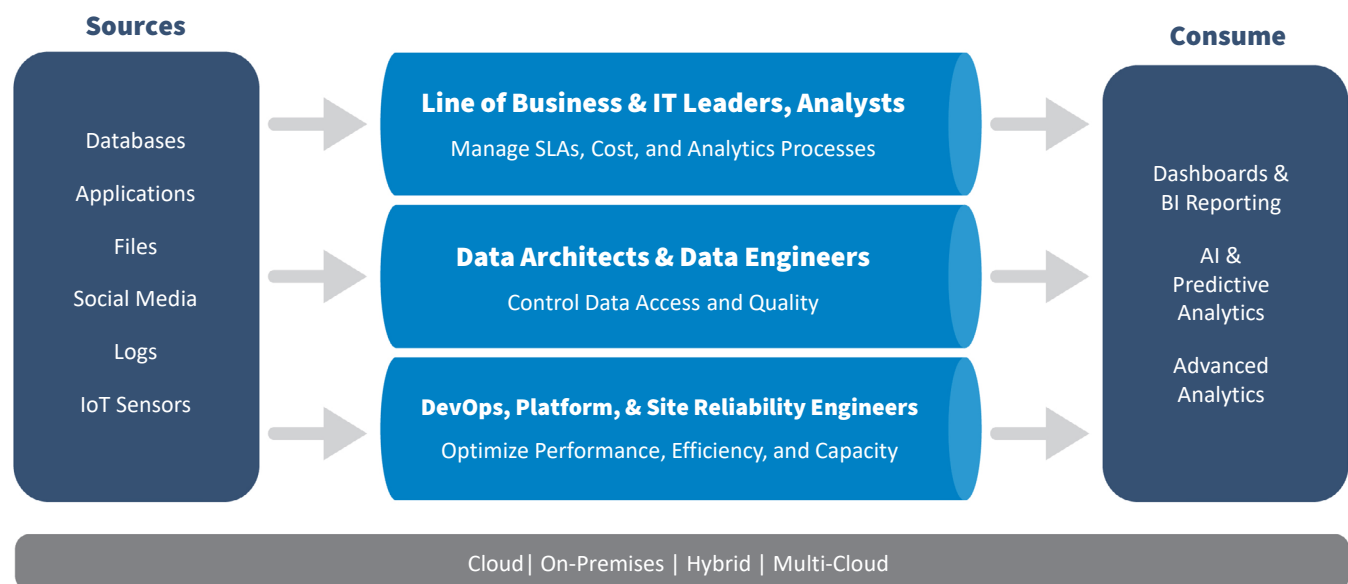 Sources
Databases
Applications
Files
Social Media
Logs
IoT Sensors
Line of Business & IT Leaders, Analysts
Manage SLAs, Cost, and Analytics Processes
Data Architects & Data Engineers
Control Data Access and Quality
DevOps, Platform, & Site Reliability Engineers
Optimize Performance, Efficiency, and Capacity
Consume
Dashboards &
BI Reporting
AI &
Predictive
Analytics
Advanced
Analytics
Cloud| On-Premises | Hybrid | Multi-Cloud